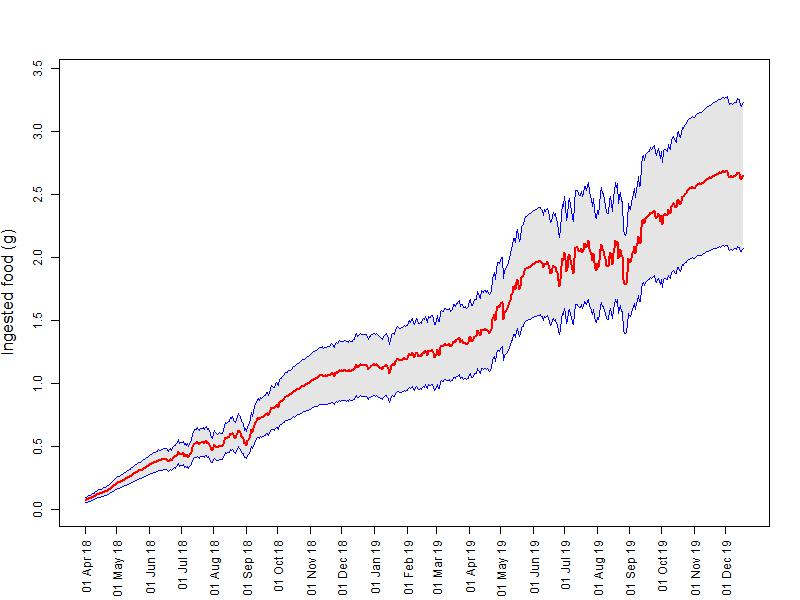 Ingested food (g)
3.5
3.0
2.5
2.0
1.5
1.0
0.5
0.0
01 Apr 18
01 May 18
01 Jun 18
01 Jul 18
01 Aug 18
01 Sep 18
01 Oct 18
01 Nov 18
01 Dec 18
01 Jan 19
01 Feb 19
01 Mar 19
01 Apr 19
01 May 19
01 Jun 19
01 Jul 19
01 Aug 19
01 Sep 19
01 Oct 19
01 Nov 19
01 Dec 19